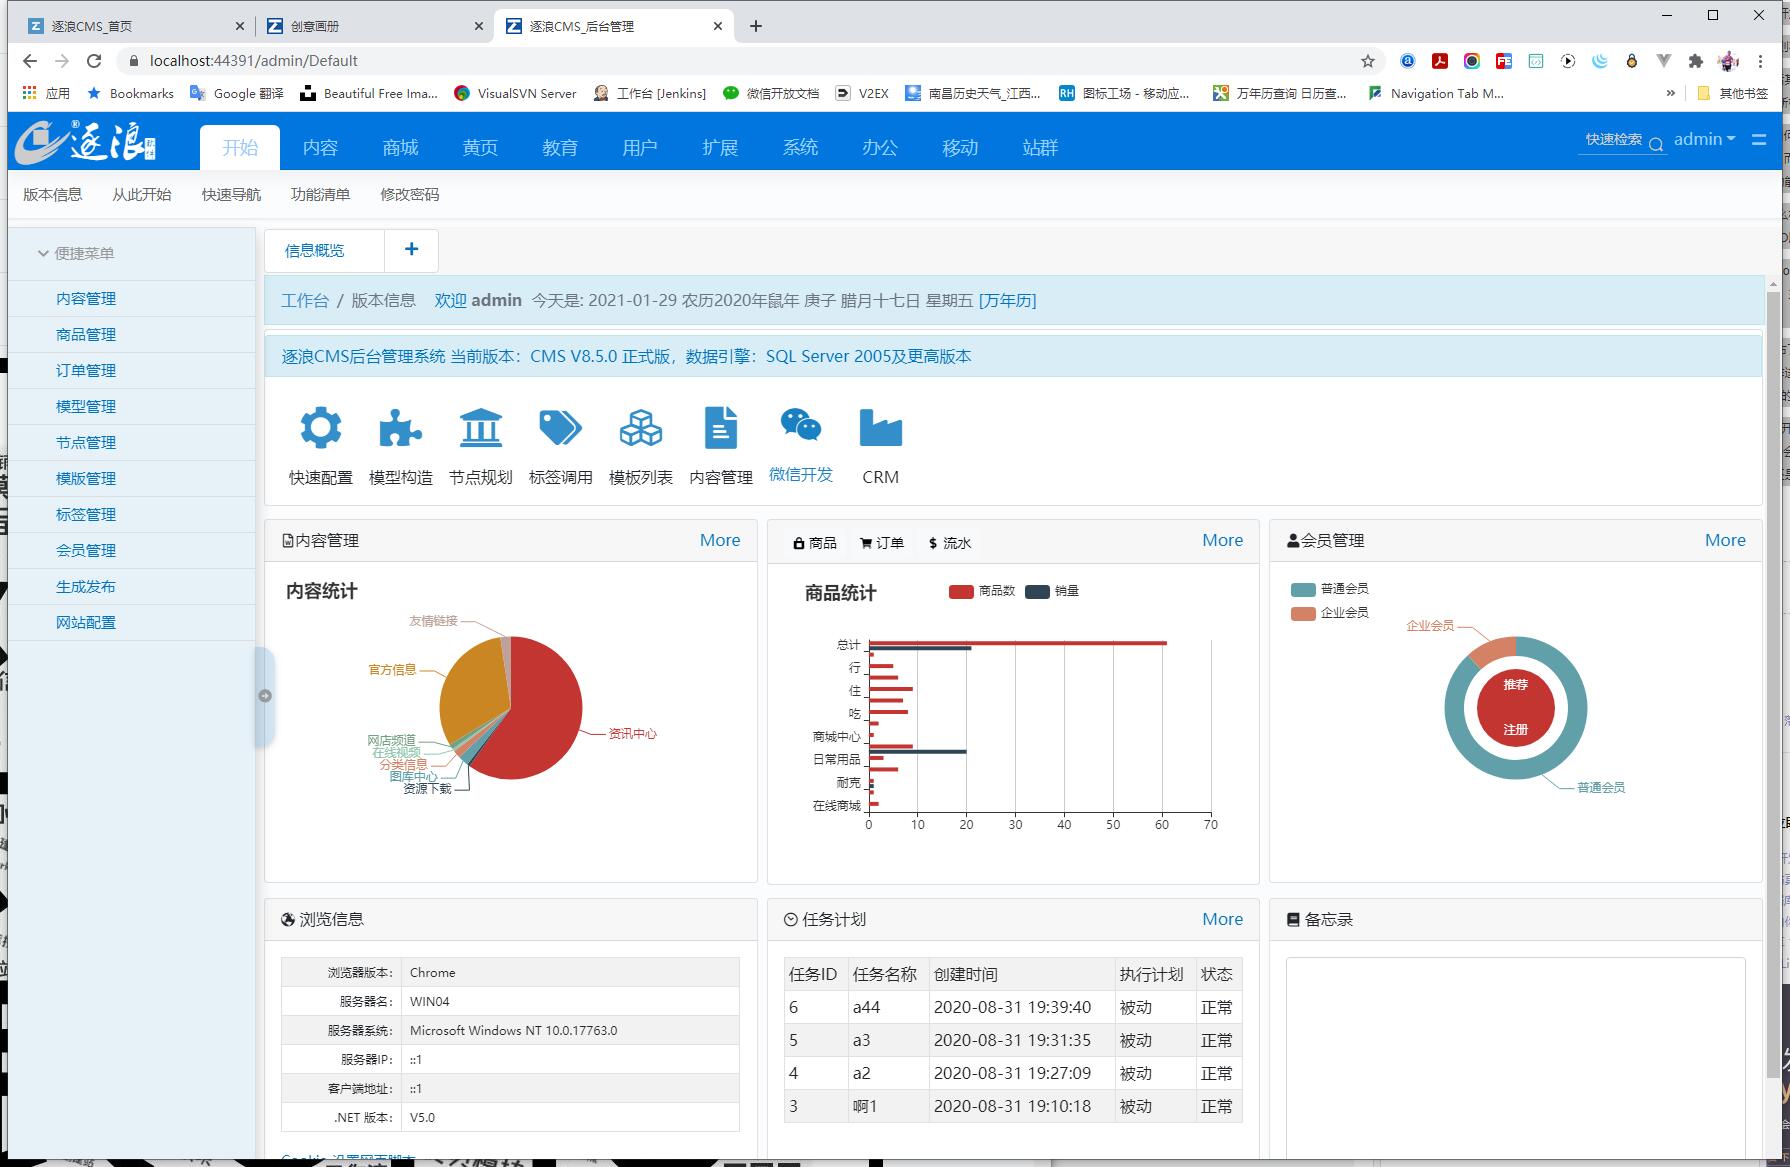 逐浪CMS_首页
创意画册
逐浪CMS_后台管理
localhost:44391/admin/Default
应用
Bookmarks
Google 翻译
Beautiful Free Ima...
VisualSVN Server
工作台 [Jenkins]
微信开发文档
V2EX
南昌历史天气_江西...
图标工场 - 移动应...
万年历查询 日历查...
Navigation Tab M...
»
其他书签
逐浪®软件
开始 内容 商城 黄页 教育 用户 扩展 系统 办公 移动 站群
快速检索 admin
版本信息 从此开始 快速导航 功能清单 修改密码
便捷菜单
内容管理
商品管理
订单管理
模型管理
节点管理
模版管理
标签管理
会员管理
生成发布
网站配置
信息概览 +
工作台 / 版本信息 欢迎 admin 今天是: 2021-01-29 农历2020年鼠年 庚子 腊月十七日 星期五 [万年历]
逐浪CMS后台管理系统 当前版本：CMS V8.5.0 正式版，数据引擎：SQL Server 2005及更高版本
快速配置 模型构造 节点规划 标签调用 模板列表 内容管理 微信开发 CRM
内容管理 More
内容统计
友情链接
官方信息
资讯中心
网店频道
在线视频
分类信息
图库中心
资源下载
商品 订单 $ 流水 More
商品统计 商品数 销量
总计
行
住
吃
商城中心
日常用品
耐克
在线商城
0 10 20 30 40 50 60 70
会员管理 More
普通会员
企业会员
企业会员
推荐
注册
普通会员
浏览信息
浏览器版本： Chrome
服务器名： WIN04
服务器系统： Microsoft Windows NT 10.0.17763.0
服务器IP： ::1
客户端地址： ::1
.NET 版本： V5.0
任务计划 More
任务ID 任务名称 创建时间 执行计划 状态
6 a44 2020-08-31 19:39:40 被动 正常
5 a3 2020-08-31 19:31:35 被动 正常
4 a2 2020-08-31 19:27:09 被动 正常
3 啊1 2020-08-31 19:10:18 被动 正常
备忘录